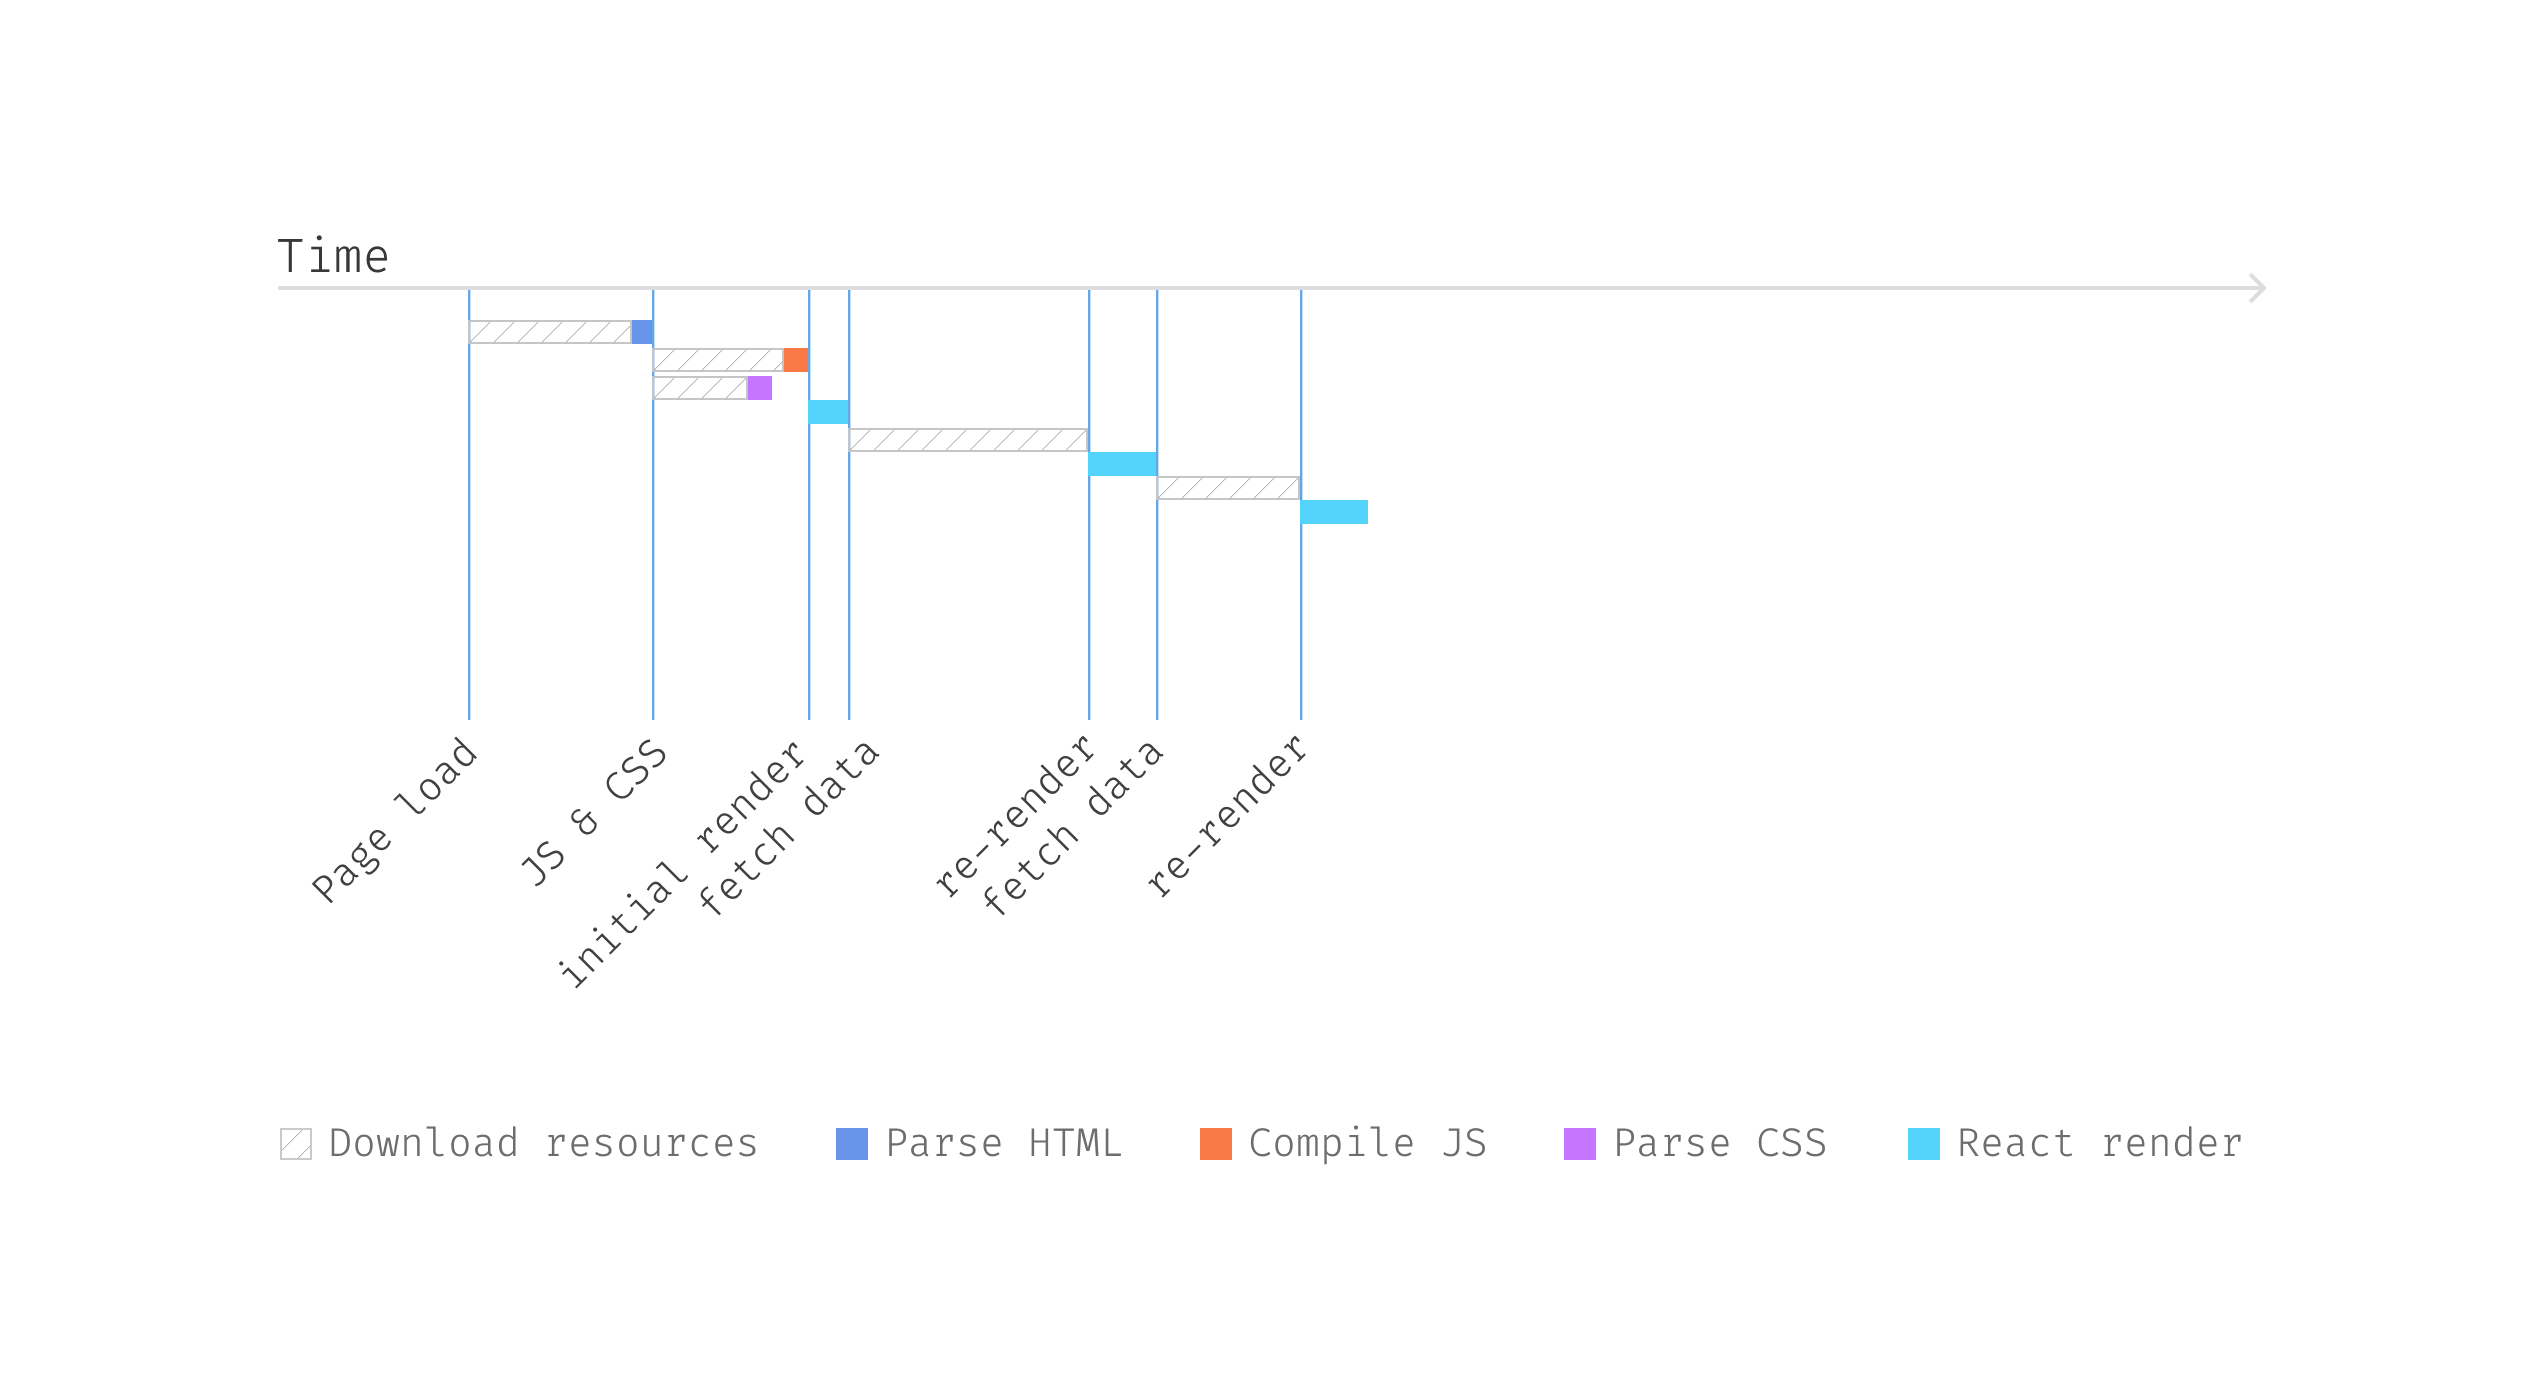 Time
Page load
JS & CSS
initial render
fetch data
re-render
fetch data
re-render
Download resources
Parse HTML
Compile JS
Parse CSS
React render